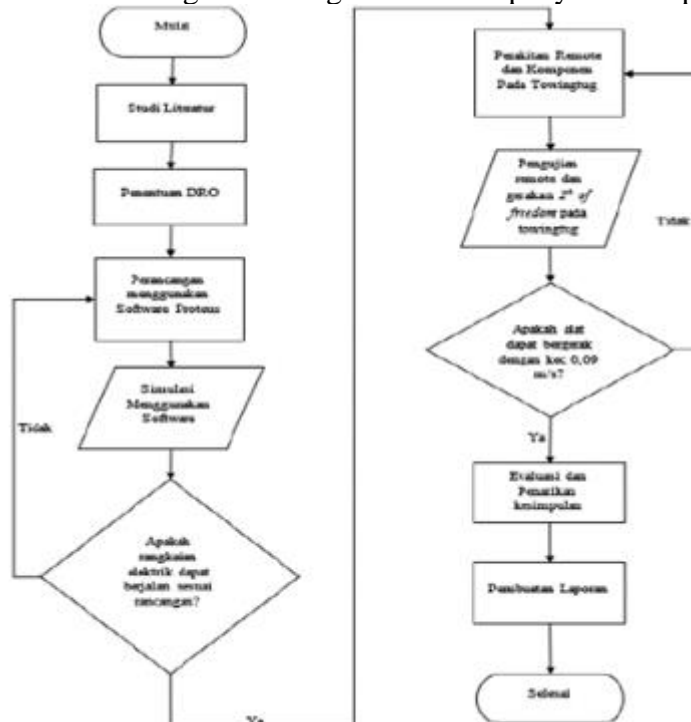 Mulai
Studi Literatur
Penentuan DRO
Perancangan
menggunakan
Software Proteus
Simulasi
Menggunakan
Software
Tidak
Apakah
rangkaian
elektrik dapat
berjalan sesuai
rancangan?
Ya
Perakitan Remote
dan Komponen
Pada Towingtug
Pengujian
remote dan
gerakan of
freedom pada
towingtug
Tidak
Apakah alat
dapat bergerak
dengan kec 0,09
m/s?
Ya
Evaluasi dan
Penarikan
kesimpulan
Pembuatan Laporan
Selesai